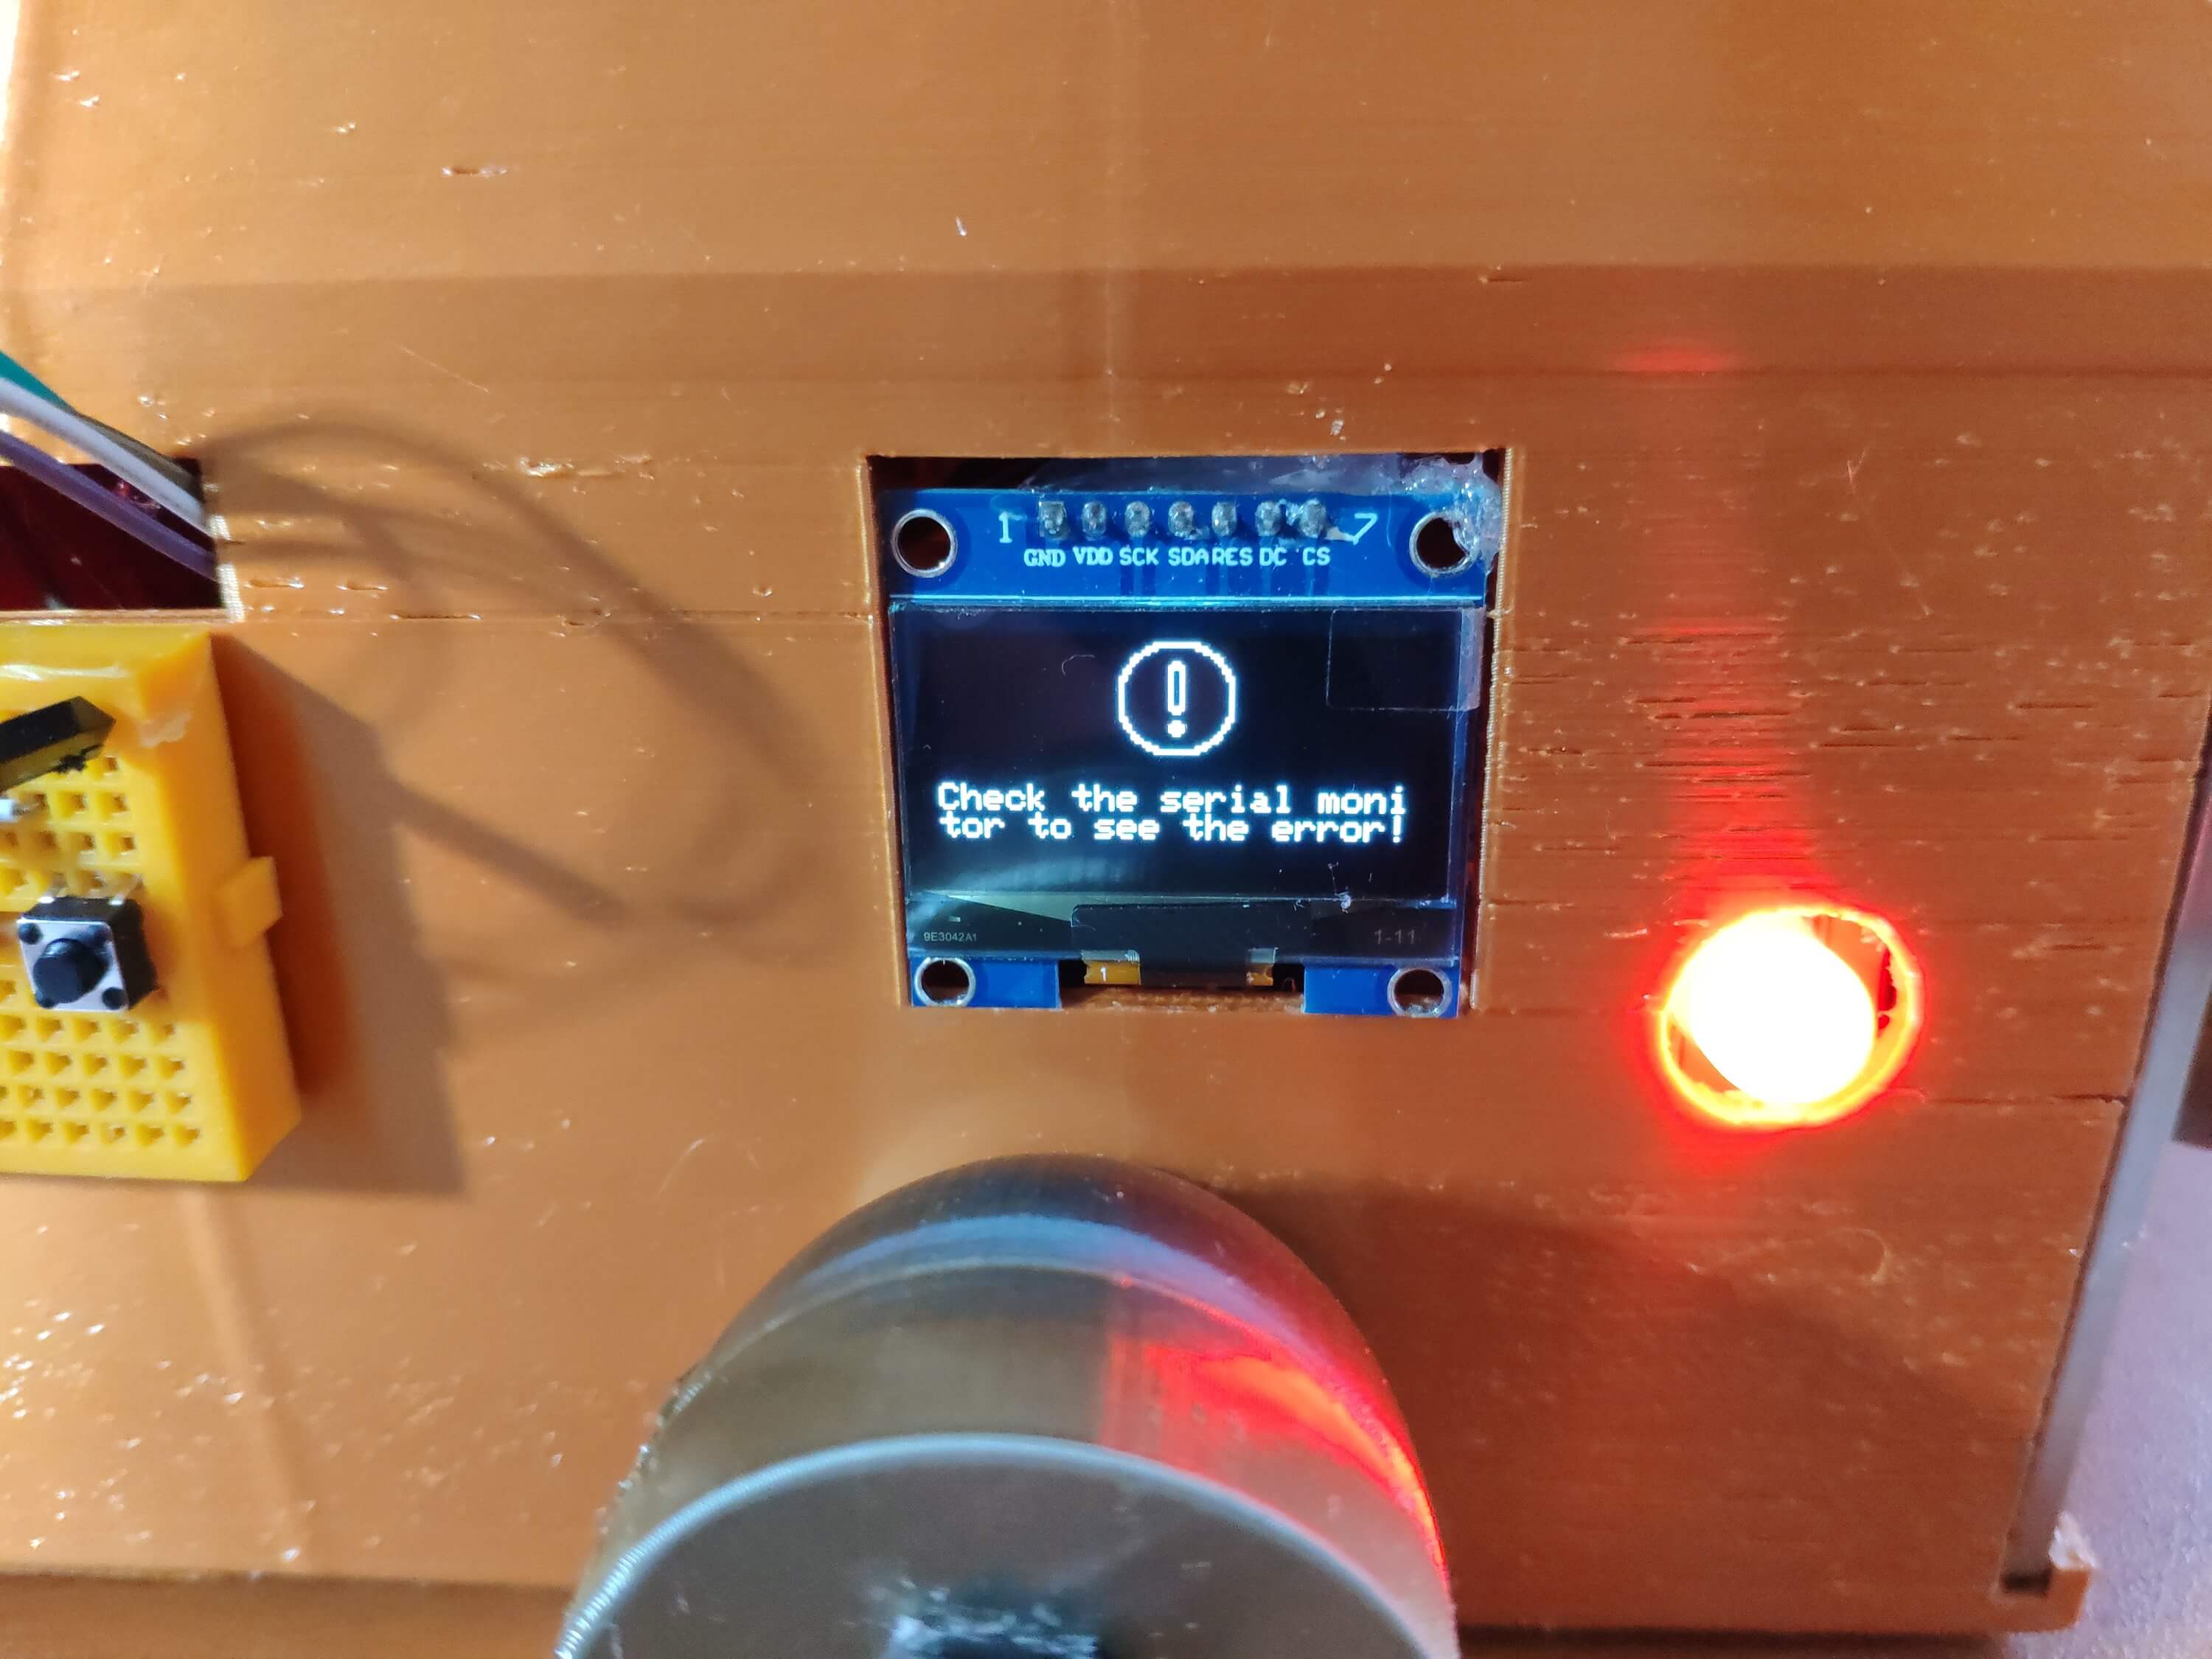 1 7
GND VDD SCK SDA RES DC CS
Check the serial moni
tor to see the error!
9E3042A1 1-11
1